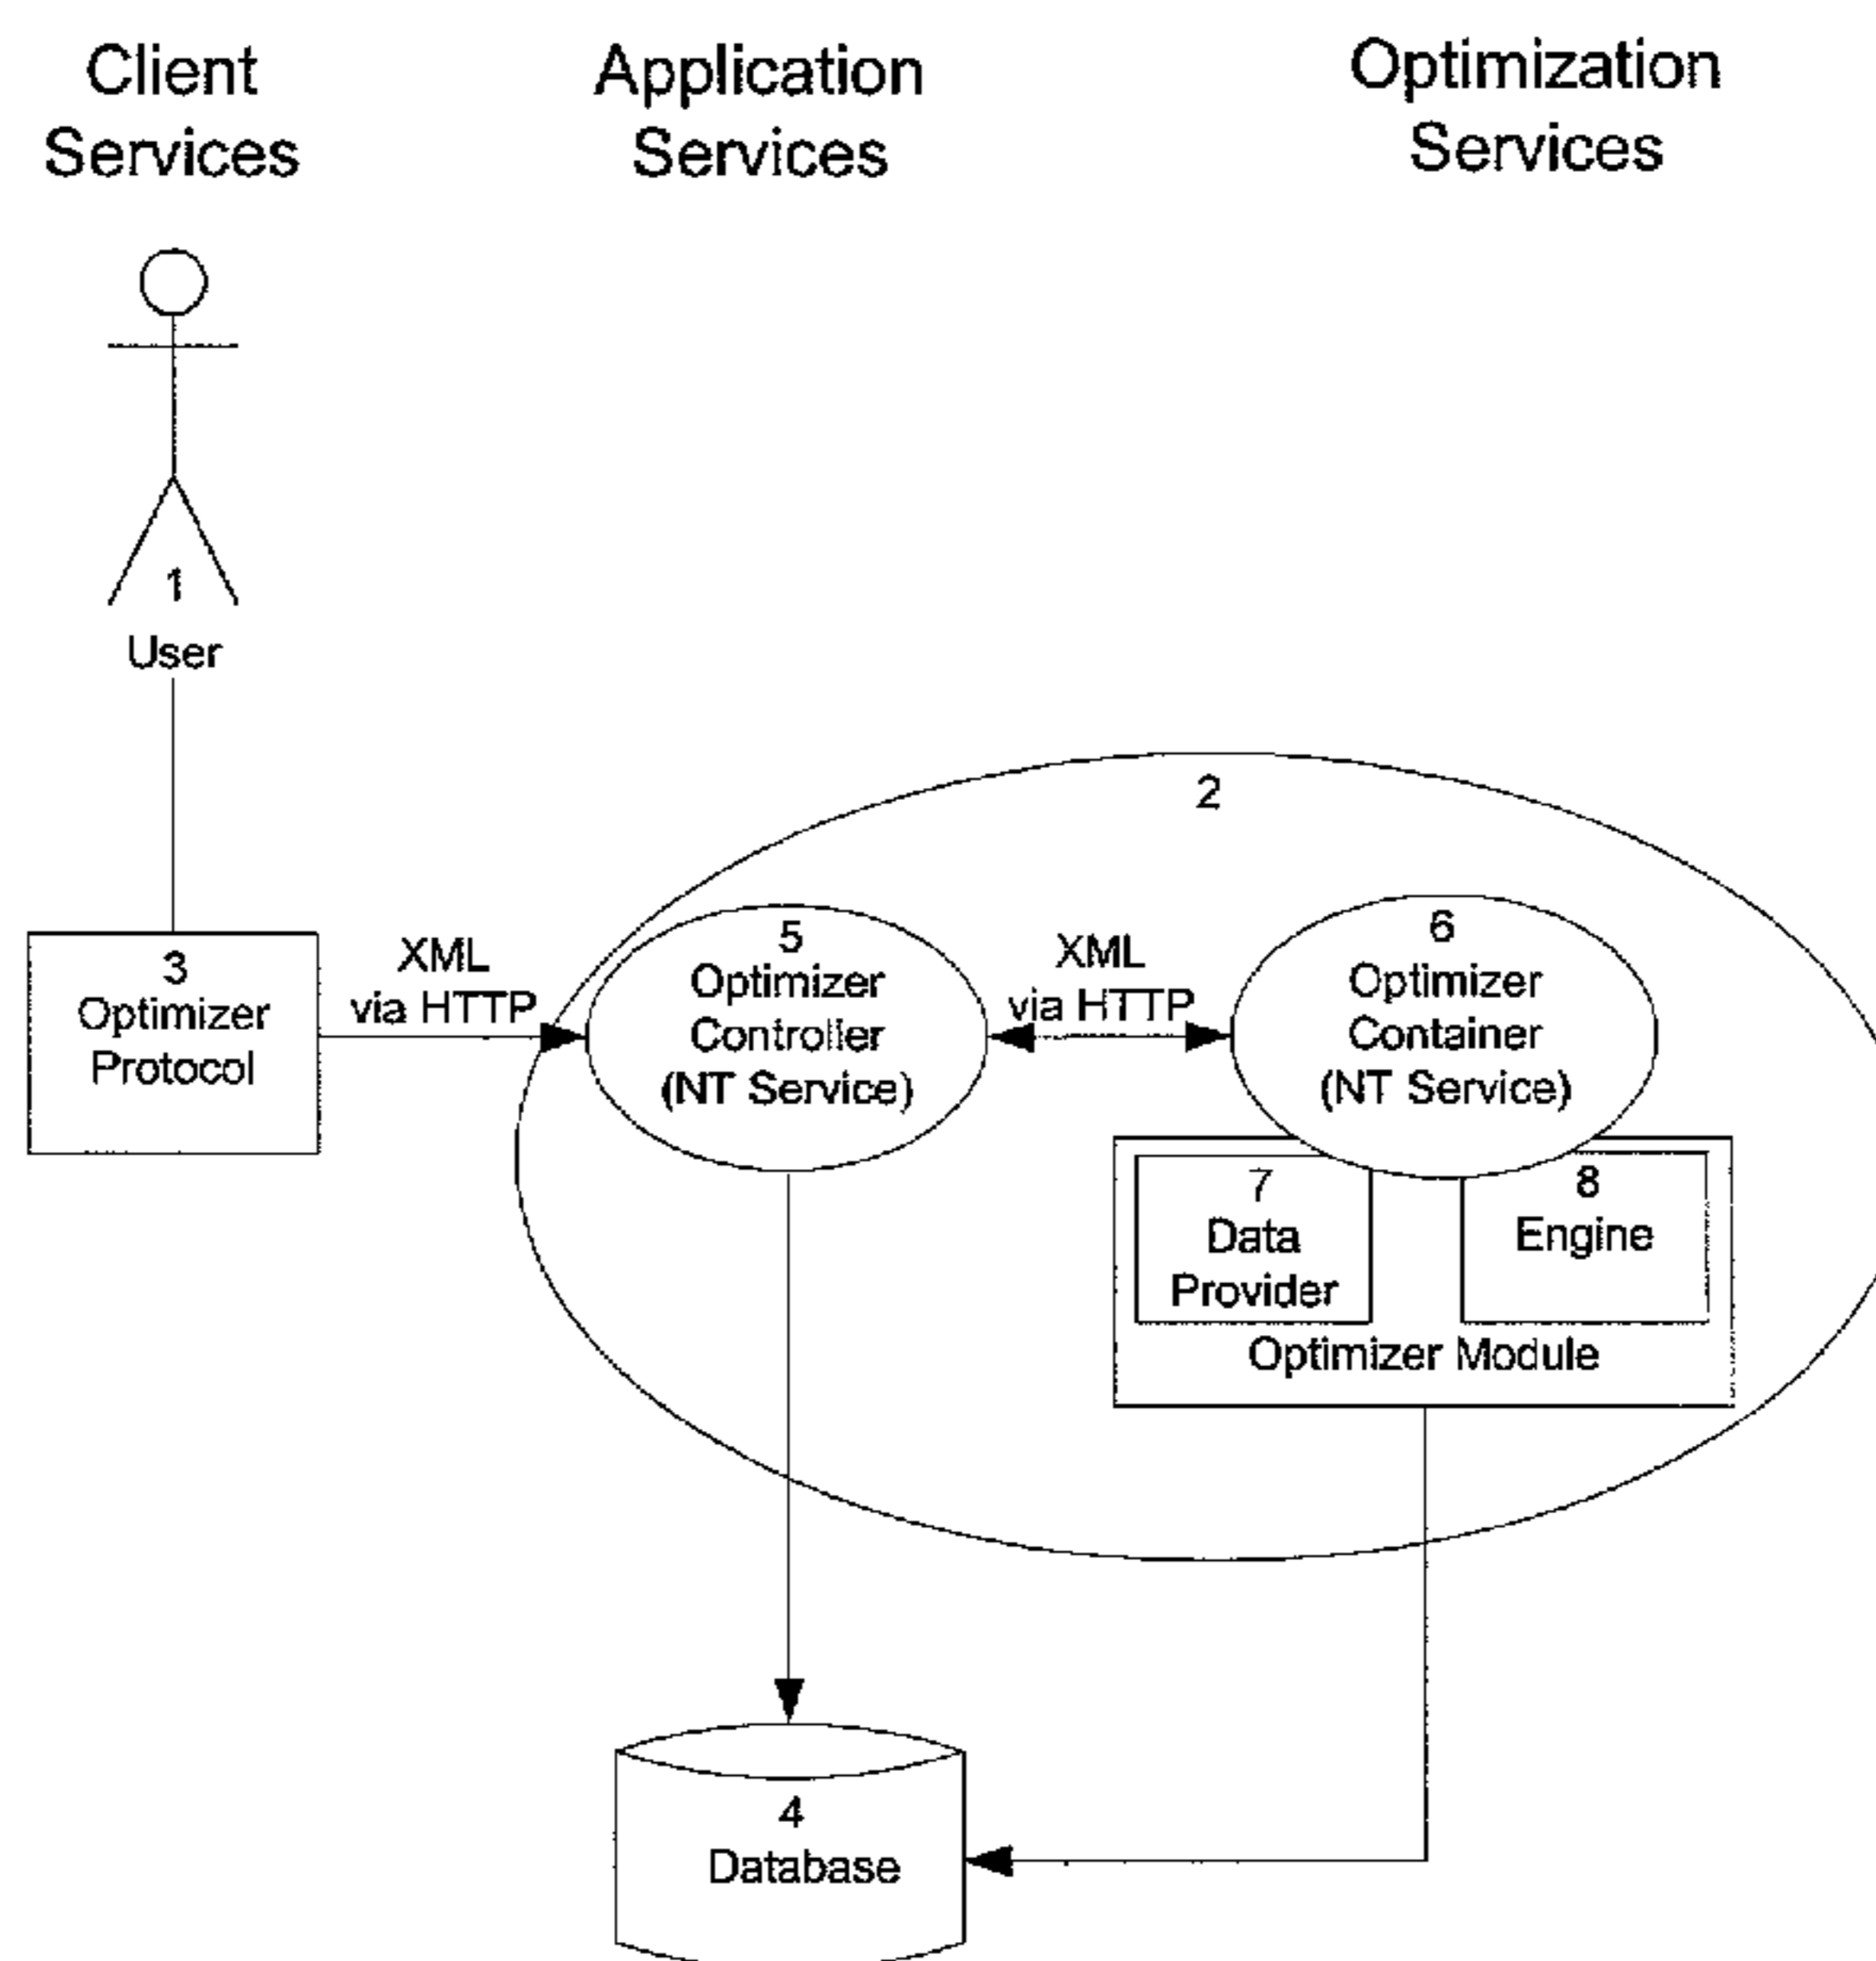 Client
Services
Application
Services
Optimization
Services
1
User
2
3
Optimizer
Protocol
XML
via HTTP
5
Optimizer
Controller
(NT Service)
XML
via HTTP
6
Optimizer
Container
(NT Service)
7
Data
Provider
8
Engine
Optimizer Module
4
Database